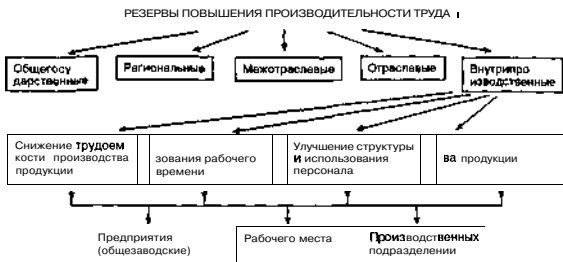 РЕЗЕРВЫ ПОВЫШЕНИЯ ПРОИЗВОДИТЕЛЬНОСТИ ТРУДА
Общегосу
дарственные
Региональные
Межотраслевые
Отраслевые
Внутрипро
изводственные
Снижение трудоем
кости производства
продукции
зования рабочего
времени
Улучшение структуры
и использования
персонала
ва продукции
Предприятия
(общезаводские)
Рабочего места
Производственных
подразделении